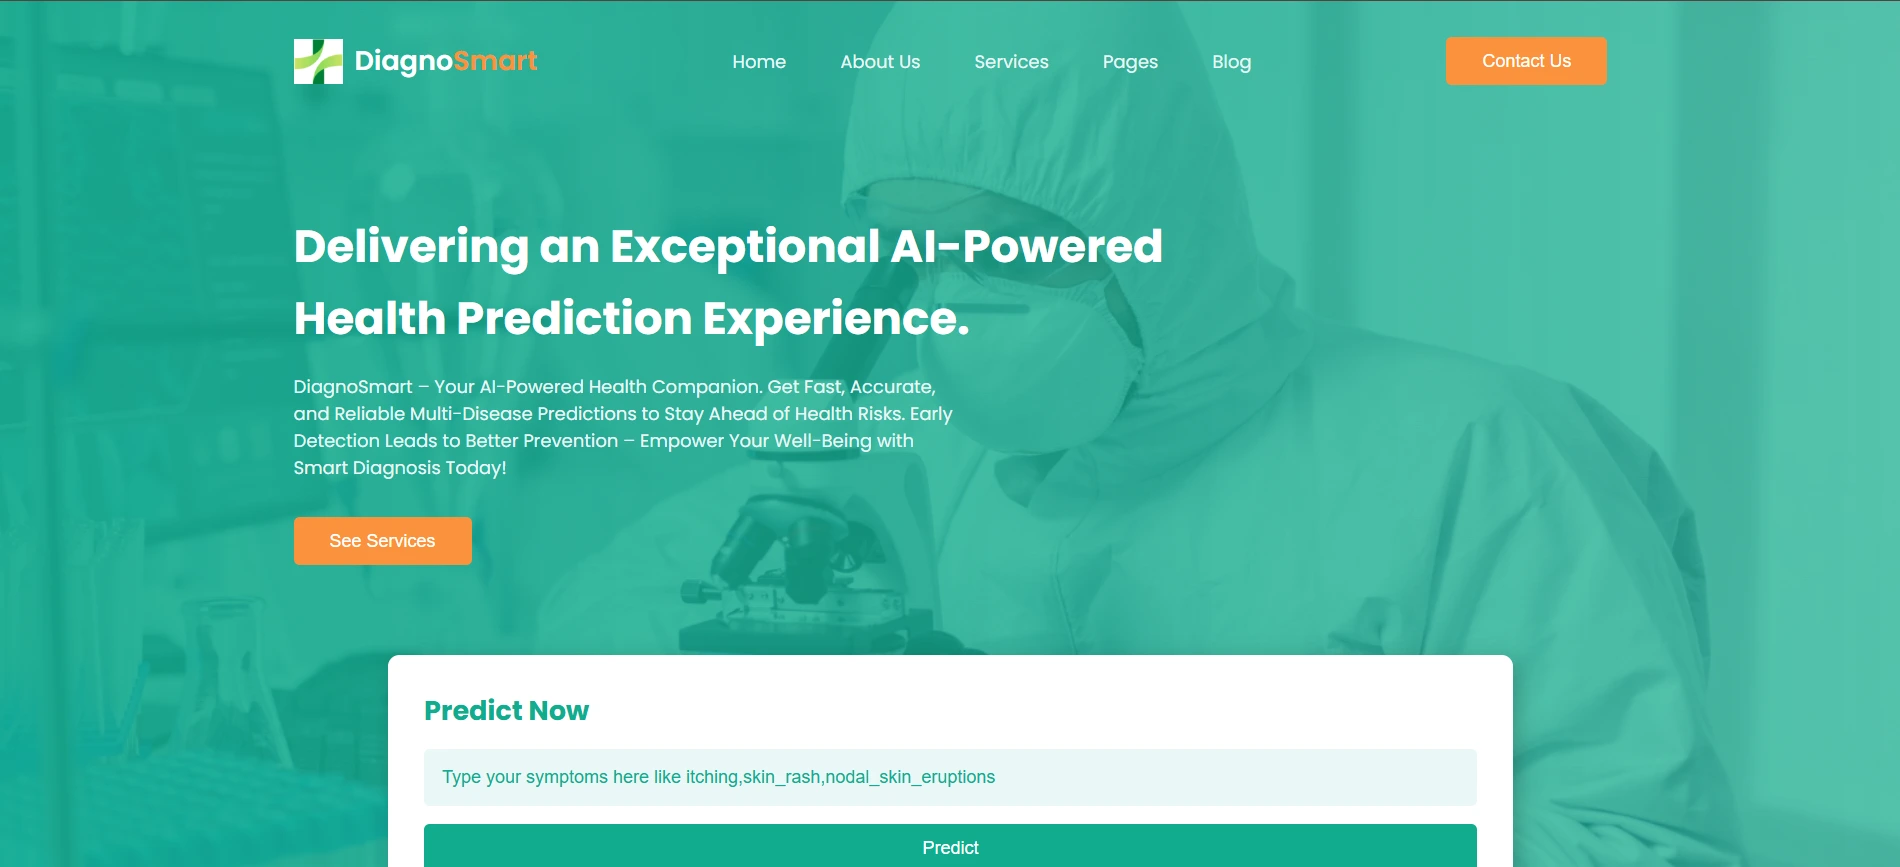 DiagnoSmart
Home
About Us
Services
Pages
Blog
Contact Us
Delivering an Exceptional AI-Powered
Health Prediction Experience.
DiagnoSmart – Your AI-Powered Health Companion. Get Fast, Accurate,
and Reliable Multi-Disease Predictions to Stay Ahead of Health Risks. Early
Detection Leads to Better Prevention – Empower Your Well-Being with
Smart Diagnosis Today!
See Services
Predict Now
Type your symptoms here like itching,skin_rash,nodal_skin_eruptions
Predict